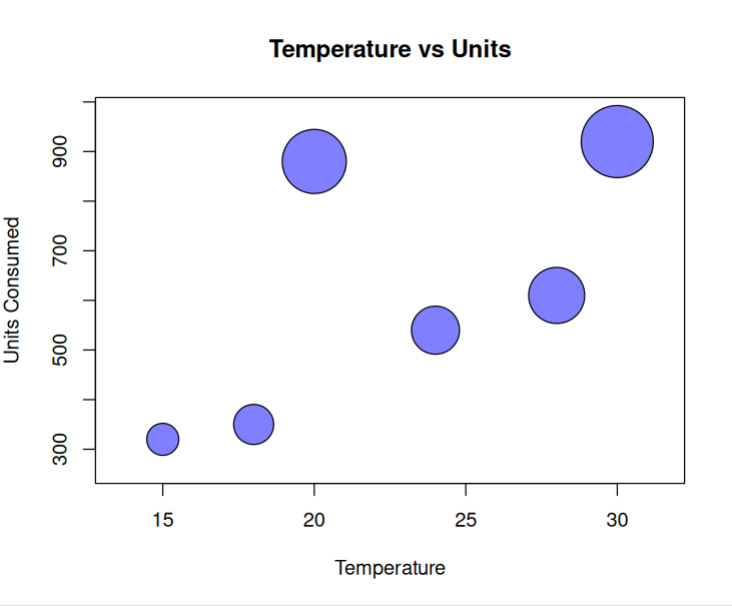 Temperature vs Units
Units Consumed
900
700
500
300
15 20 25 30
Temperature